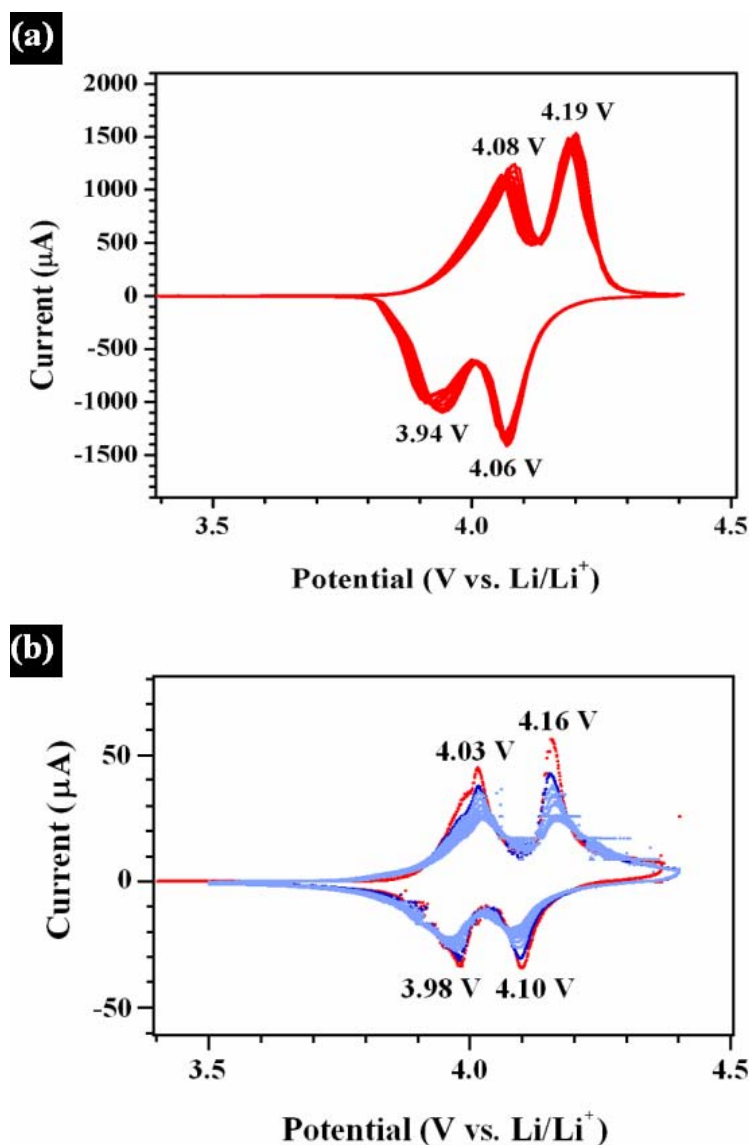 (a)
2000
1500
1000
500
0
-500
-1000
-1500
4.19 V
4.08 V
3.94 V
4.06 V
Current (µA)
3.5
4.0
4.5
Potential (V vs. Li/Li⁺)
(b)
50
0
-50
4.16 V
4.03 V
3.98 V
4.10 V
Current (µA)
3.5
4.0
4.5
Potential (V vs. Li/Li⁺)